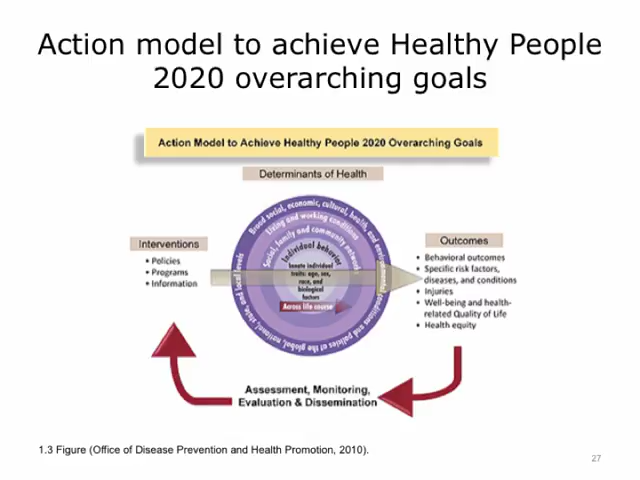 Action model to achieve Healthy People
2020 overarching goals
Action Model to Achieve Healthy People 2020 Overarching Goals
Determinants of Health
Broad social, economic, cultural, health, and environmental conditions and policies at the global, national, state, and local levels
Living and working conditions
Social, family and community networks
Individual behavior
Innate individual
traits: age, sex,
race, and
biological
factors
Across life course
Interventions
• Policies
• Programs
• Information
Outcomes
• Behavioral outcomes
• Specific risk factors,
diseases, and conditions
• Injuries
• Well-being and health-
related Quality of Life
• Health equity
Assessment, Monitoring,
Evaluation & Dissemination
1.3 Figure (Office of Disease Prevention and Health Promotion, 2010).
27